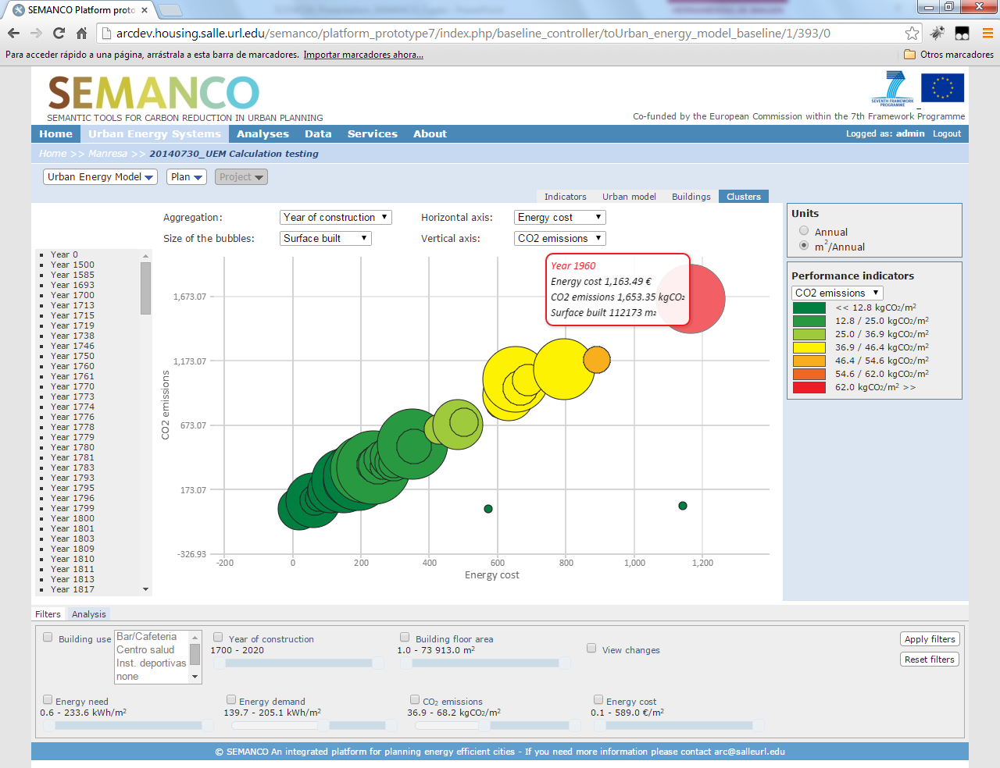 SEMANCO Platform proto
arcdev.housing.salle.url.edu/semanco/platform_prototype7/index.php/baseline_controller/toUrban_energy_model_baseline/1/393/0
Para acceder rápido a una página, arrástrala a esta barra de marcadores. Importar marcadores ahora...
Otros marcadores
SEMANCO
SEMANTIC TOOLS FOR CARBON REDUCTION IN URBAN PLANNING
SEVENTH FRAMEWORK
PROGRAMME
Co-funded by the European Commission within the 7th Framework Programme
Home Urban Energy Systems Analyses Data Services About
Logged as: admin Logout
Home >> Manresa >> 20140730_UEM Calculation testing
Urban Energy Model Plan Project
Indicators Urban model Buildings Clusters
Aggregation: Year of construction Horizontal axis: Energy cost
Size of the bubbles: Surface built Vertical axis: CO2 emissions
Year 0
Year 1500
Year 1585
Year 1693
Year 1700
Year 1713
Year 1715
Year 1719
Year 1738
Year 1746
Year 1750
Year 1760
Year 1761
Year 1770
Year 1773
Year 1774
Year 1776
Year 1778
Year 1779
Year 1780
Year 1781
Year 1783
Year 1793
Year 1795
Year 1796
Year 1799
Year 1800
Year 1801
Year 1803
Year 1809
Year 1810
Year 1811
Year 1813
Year 1817
CO2 emissions
1,673.07
1,173.07
673.07
173.07
-326.93
-200 0 200 400 600 800 1,000 1,200
Energy cost
Year 1960
Energy cost 1,163.49 €
CO2 emissions 1,653.35 kgCO₂
Surface built 112173 m₂
Units
Annual
m²/Annual
Performance indicators
CO2 emissions
<< 12.8 kgCO₂/m²
12.8 / 25.0 kgCO₂/m²
25.0 / 36.9 kgCO₂/m²
36.9 / 46.4 kgCO₂/m²
46.4 / 54.6 kgCO₂/m²
54.6 / 62.0 kgCO₂/m²
62.0 kgCO₂/m² >>
Filters Analysis
Building use
Bar/Cafeteria
Centro salud
Inst. deportivas
none
Year of construction
1700 - 2020
Building floor area
1.0 - 73 913.0 m²
View changes
Apply filters
Reset filters
Energy need
0.6 - 233.6 kWh/m²
Energy demand
139.7 - 205.1 kWh/m²
CO₂ emissions
36.9 - 68.2 kgCO₂/m²
Energy cost
0.1 - 589.0 €/m²
© SEMANCO An integrated platform for planning energy efficient cities - If you need more information please contact arc@salleurl.edu